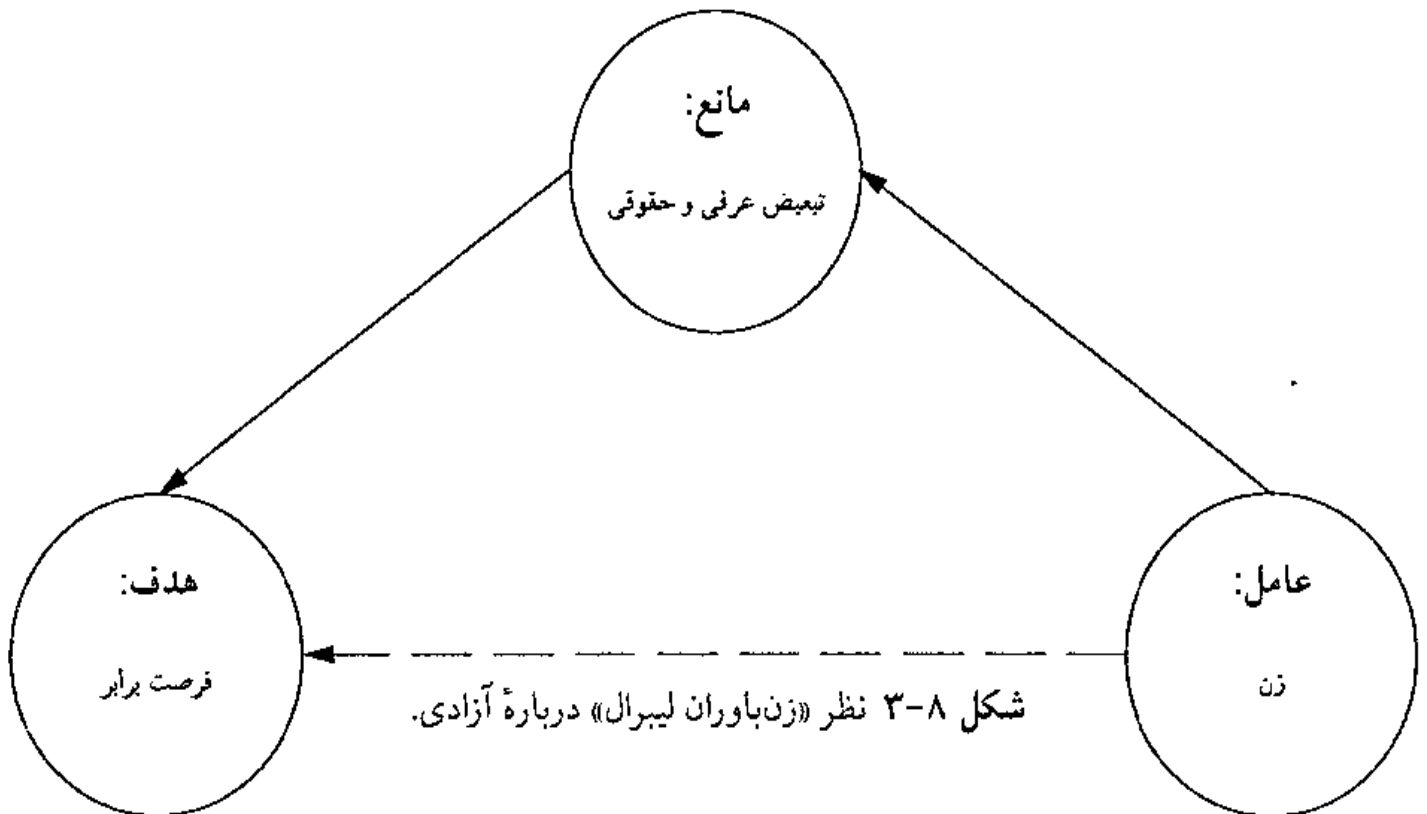 مانع:
تبعیض عرفی و حقوقی
عامل:
زن
هدف:
فرصت برابر
شکل ۸-۳ نظر «زن‌باوران لیبرال» دربارهٔ آزادی.